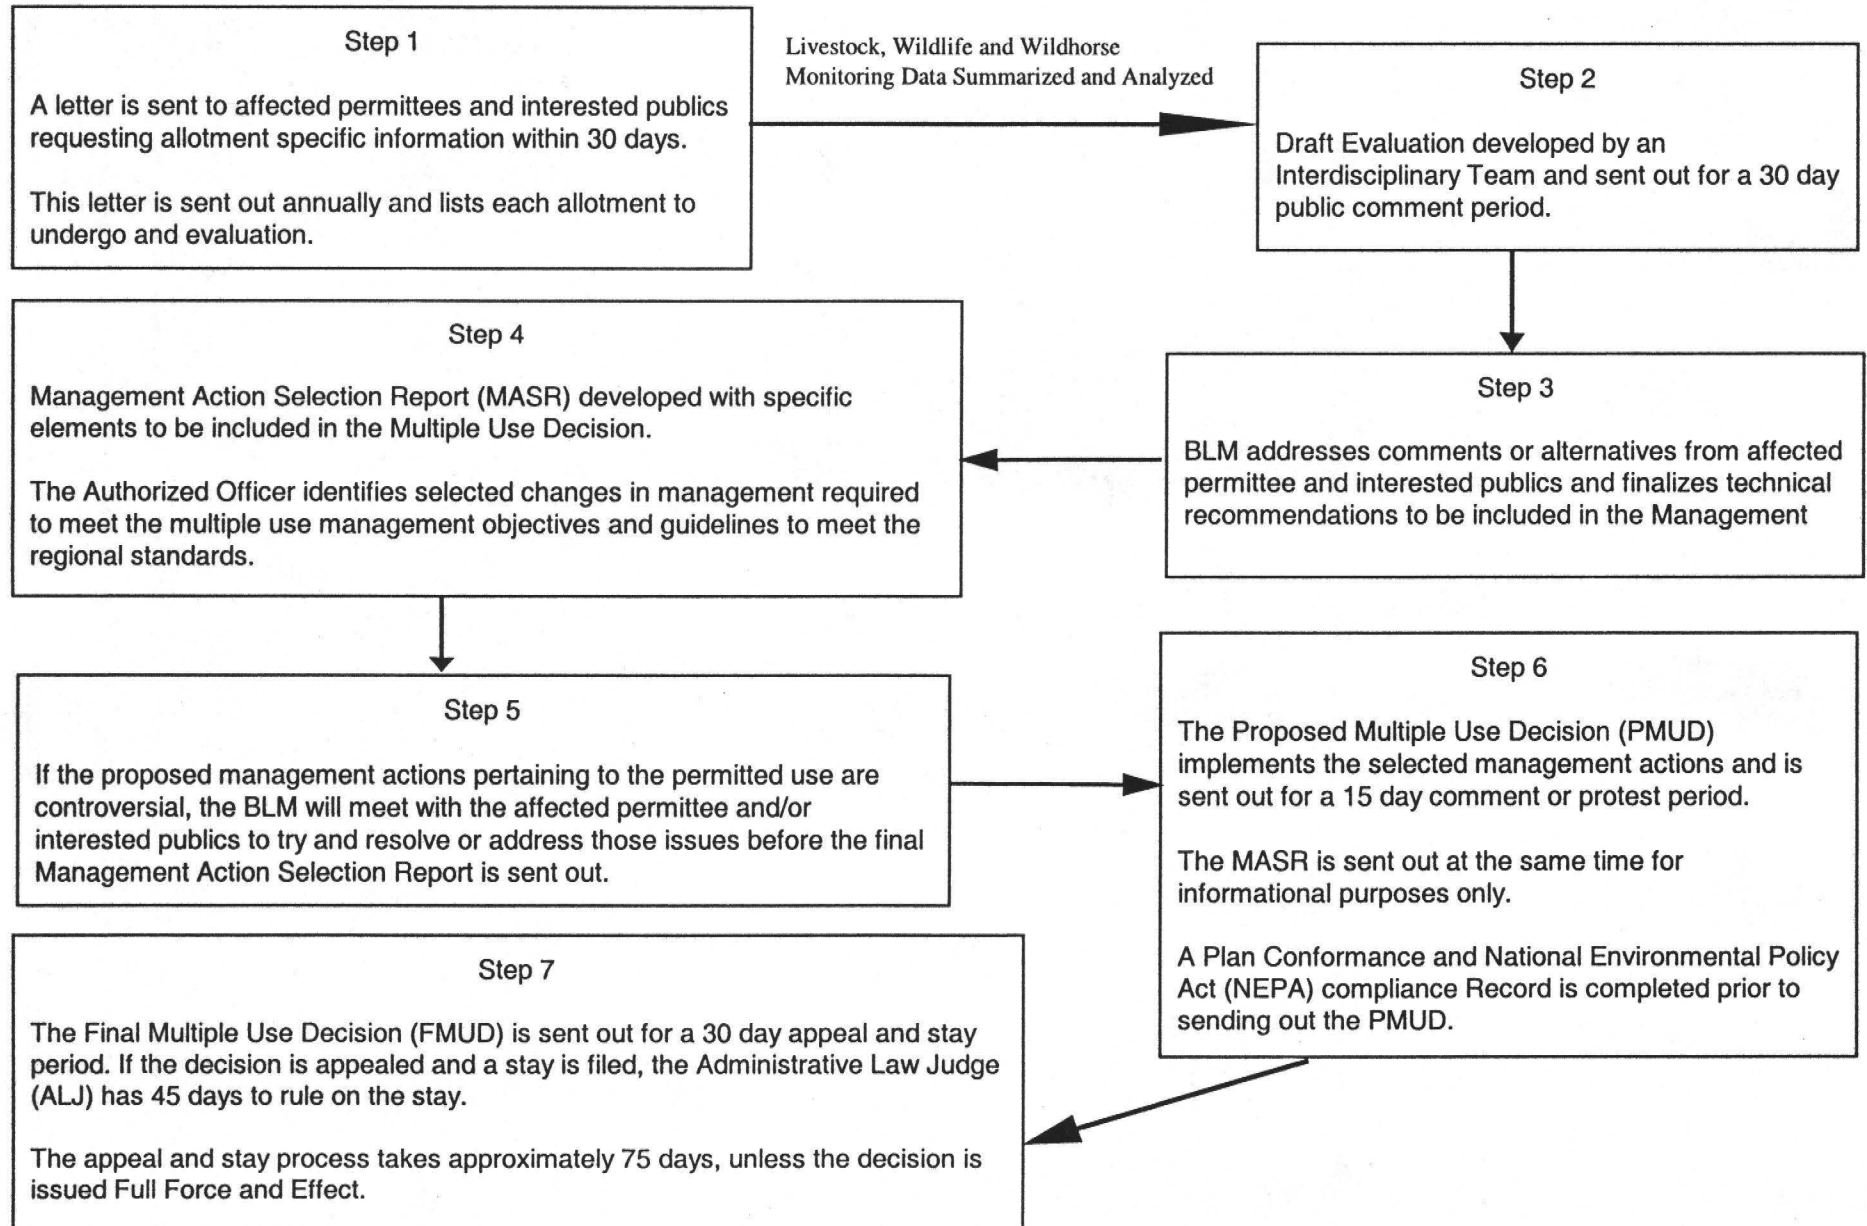 Step 1
A letter is sent to affected permittees and interested publics
requesting allotment specific information within 30 days.
This letter is sent out annually and lists each allotment to
undergo and evaluation.
Livestock, Wildlife and Wildhorse
Monitoring Data Summarized and Analyzed
Step 2
Draft Evaluation developed by an
Interdisciplinary Team and sent out for a 30 day
public comment period.
Step 3
BLM addresses comments or alternatives from affected
permittee and interested publics and finalizes technical
recommendations to be included in the Management
Step 4
Management Action Selection Report (MASR) developed with specific
elements to be included in the Multiple Use Decision.
The Authorized Officer identifies selected changes in management required
to meet the multiple use management objectives and guidelines to meet the
regional standards.
Step 5
If the proposed management actions pertaining to the permitted use are
controversial, the BLM will meet with the affected permittee and/or
interested publics to try and resolve or address those issues before the final
Management Action Selection Report is sent out.
Step 6
The Proposed Multiple Use Decision (PMUD)
implements the selected management actions and is
sent out for a 15 day comment or protest period.
The MASR is sent out at the same time for
informational purposes only.
A Plan Conformance and National Environmental Policy
Act (NEPA) compliance Record is completed prior to
sending out the PMUD.
Step 7
The Final Multiple Use Decision (FMUD) is sent out for a 30 day appeal and stay
period. If the decision is appealed and a stay is filed, the Administrative Law Judge
(ALJ) has 45 days to rule on the stay.
The appeal and stay process takes approximately 75 days, unless the decision is
issued Full Force and Effect.